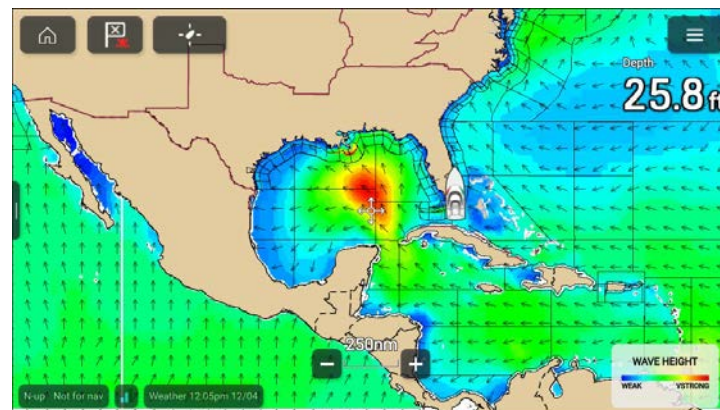 Depth
25.8 ft
250nm
WAVE HEIGHT
WEAK VSTRONG
N-up Not for nav
Weather 12:05pm 12/04